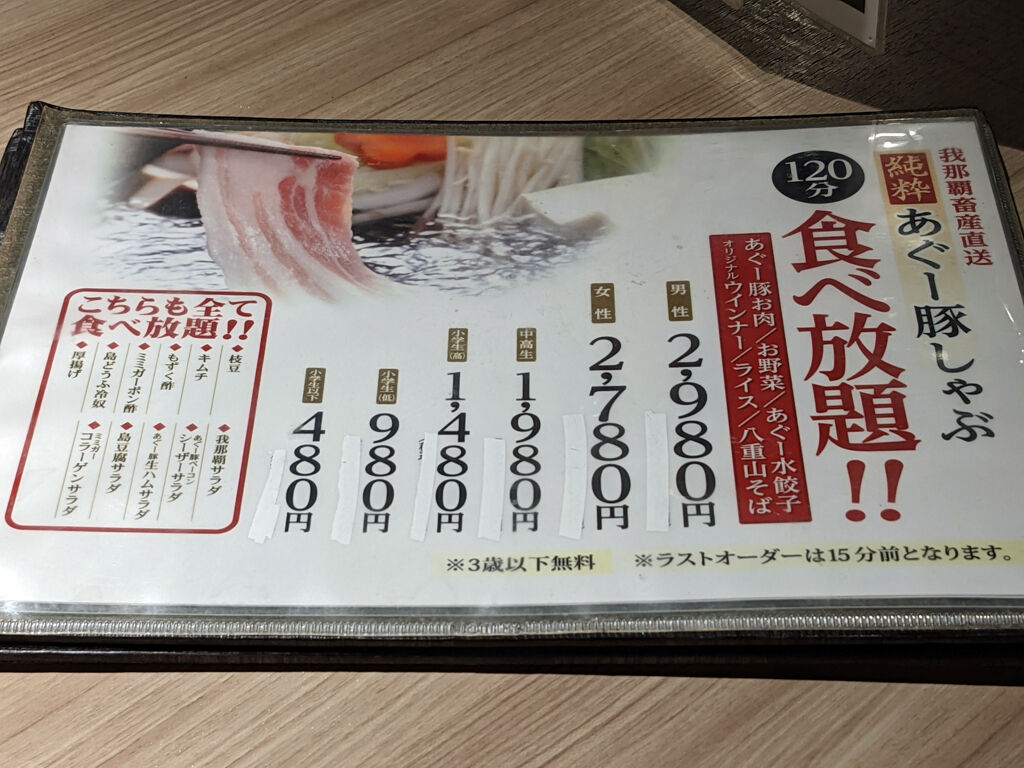 我那覇畜産直送
純粋 あぐー豚しゃぶ
120分
食べ放題!!
あぐー豚お肉/お野菜/あぐー水餃子
オリジナルウインナー/ライス/八重山そば
男性 2,980円
女性 2,780円
中高生 1,980円
小学生(高) 1,480円
小学生(低) 980円
小学生以下 480円
こちらも全て
食べ放題!!
◆枝豆
◆キムチ
◆もずく酢
◆ミミガーポン酢
◆島どうふ冷奴
◆厚揚げ
◆我那覇サラダ
◆あぐー豚ベーコンシーザーサラダ
◆あぐー豚生ハムサラダ
◆島豆腐サラダ
◆ミミガーコラーゲンサラダ
※3歳以下無料
※ラストオーダーは15分前となります。